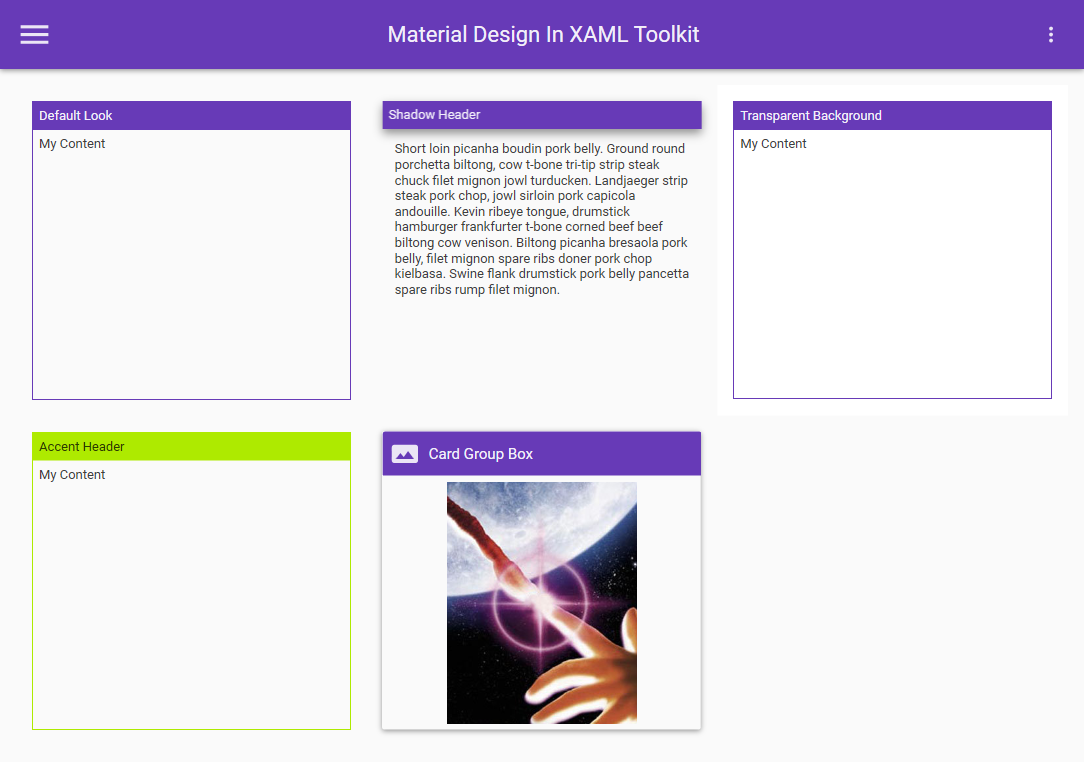 Material Design In XAML Toolkit
Default Look
My Content
Shadow Header
Short loin picanha boudin pork belly. Ground round
porchetta biltong, cow t-bone tri-tip strip steak
chuck filet mignon jowl turducken. Landjaeger strip
steak pork chop, jowl sirloin pork capicola
andouille. Kevin ribeye tongue, drumstick
hamburger frankfurter t-bone corned beef beef
biltong cow venison. Biltong picanha bresaola pork
belly, filet mignon spare ribs doner pork chop
kielbasa. Swine flank drumstick pork belly pancetta
spare ribs rump filet mignon.
Transparent Background
My Content
Accent Header
My Content
Card Group Box